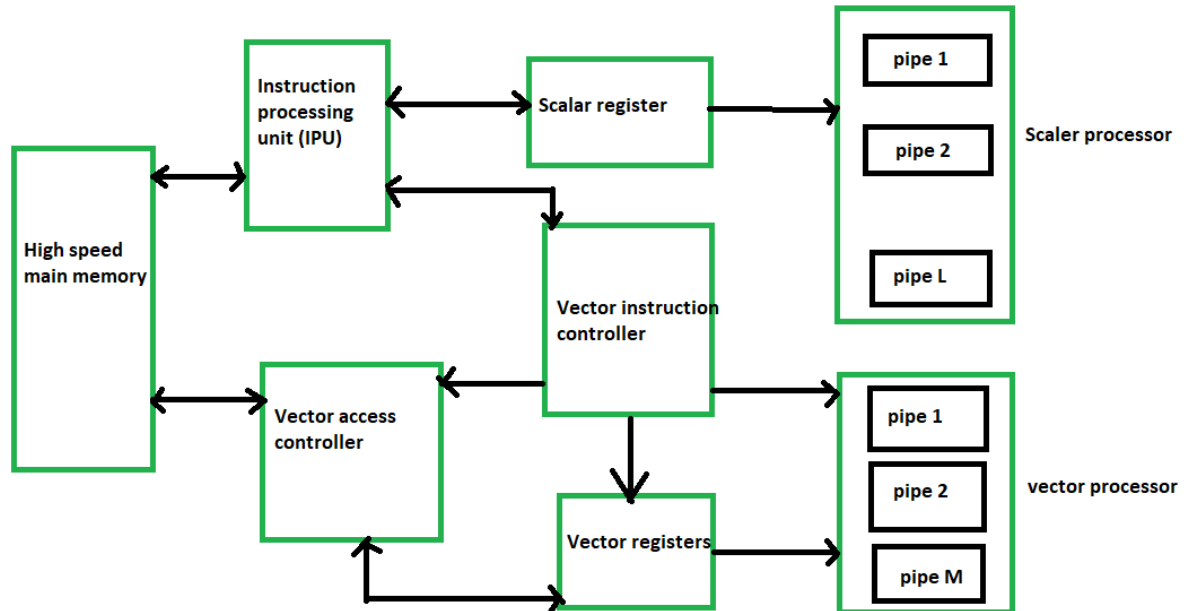 Instruction
processing
unit (IPU)
Scalar register
pipe 1
pipe 2
pipe L
Scaler processor
High speed
main memory
Vector instruction
controller
Vector access
controller
Vector registers
pipe 1
pipe 2
pipe M
vector processor